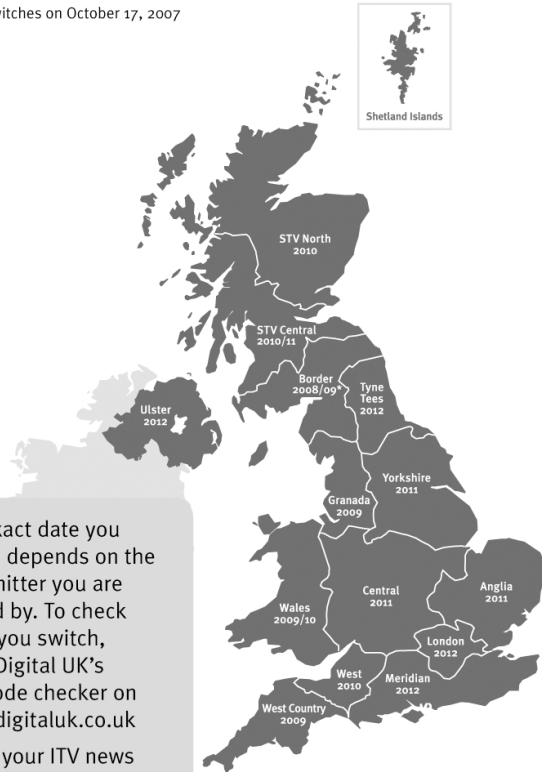 itches on October 17, 2007
Shetland Islands
STV North
2010
STV Central
2010/11
Border
2008/09*
Tyne
Tees
2012
Ulster
2012
Yorkshire
2011
Granada
2009
Central
2011
Anglia
2011
Wales
2009/10
London
2012
West
2010
Meridian
2012
West Country
2009
xact date you
depends on the
mitter you are
d by. To check
you switch,
Digital UK's
ode checker on
digitaluk.co.uk
your ITV news